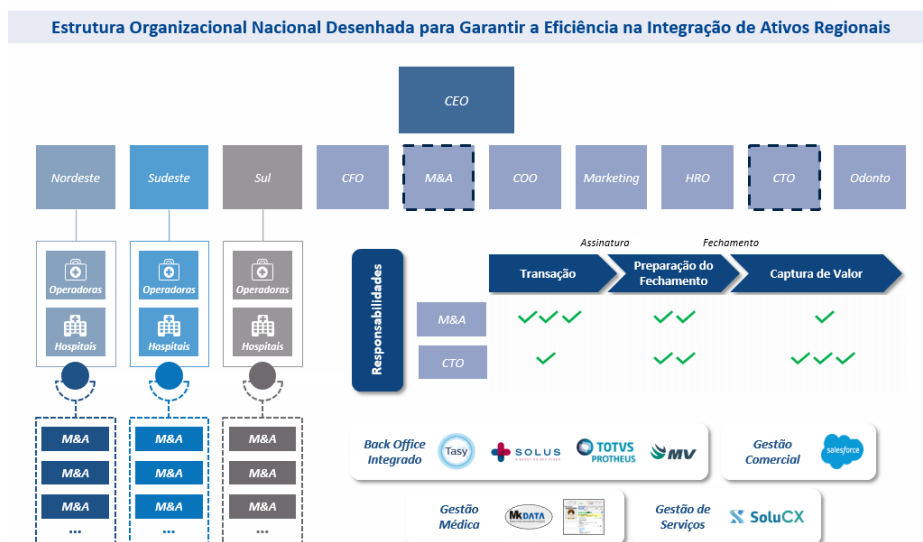 Estrutura Organizacional Nacional Desenhada para Garantir a Eficiência na Integração de Ativos Regionais
CEO
Nordeste
Sudeste
Sul
CFO
M&A
COO
Marketing
HRO
CTO
Odonto
Operadoras
Hospitais
Operadoras
Hospitais
Operadoras
Hospitais
M&A
M&A
M&A
...
M&A
M&A
M&A
...
M&A
M&A
M&A
...
Responsabilidades
Assinatura
Fechamento
Transação
Preparação do
Fechamento
Captura de Valor
M&A
CTO
Back Office
Integrado
Tasy
SOLUS
TOTVS
PROTHEUS
MV
Gestão
Comercial
salesforce
Gestão
Médica
MKDATA
Gestão de
Serviços
SoluCX